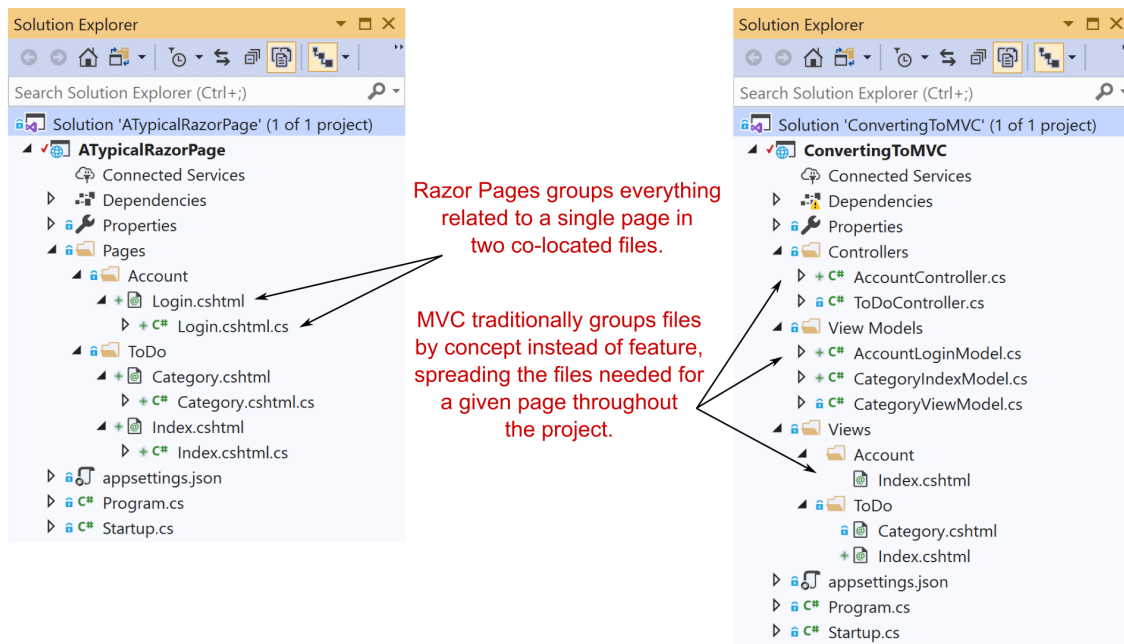 Solution Explorer
Search Solution Explorer (Ctrl+;)
Solution 'ATypicalRazorPage' (1 of 1 project)
ATypicalRazorPage
Connected Services
Dependencies
Properties
Pages
Account
Login.cshtml
C# Login.cshtml.cs
ToDo
Category.cshtml
C# Category.cshtml.cs
Index.cshtml
C# Index.cshtml.cs
appsettings.json
C# Program.cs
C# Startup.cs
Razor Pages groups everything
related to a single page in
two co-located files.
MVC traditionally groups files
by concept instead of feature,
spreading the files needed for
a given page throughout
the project.
Solution Explorer
Search Solution Explorer (Ctrl+;)
Solution 'ConvertingToMVC' (1 of 1 project)
ConvertingToMVC
Connected Services
Dependencies
Properties
Controllers
C# AccountController.cs
C# ToDoController.cs
View Models
C# AccountLoginModel.cs
C# CategoryIndexModel.cs
C# CategoryViewModel.cs
Views
Account
Index.cshtml
ToDo
Category.cshtml
Index.cshtml
appsettings.json
C# Program.cs
C# Startup.cs